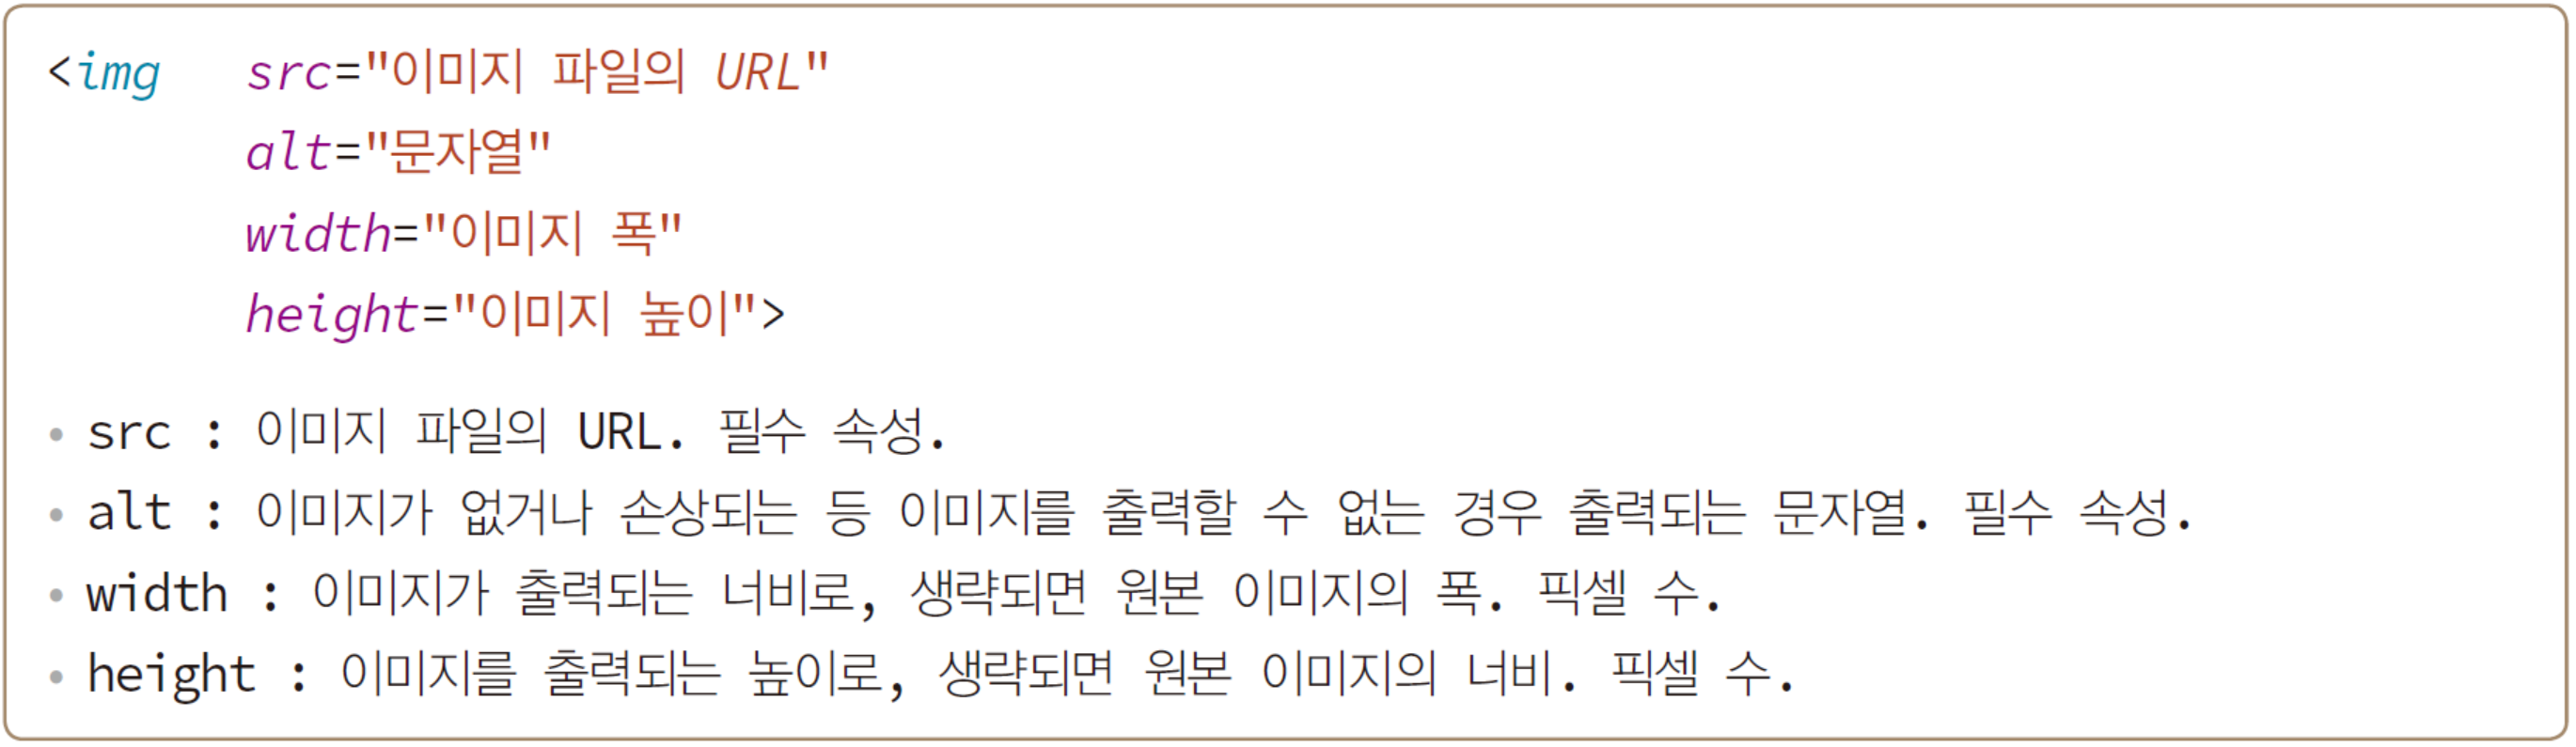 <img src="이미지 파일의 URL"
alt="문자열"
width="이미지 폭"
height="이미지 높이">
• src : 이미지 파일의 URL. 필수 속성.
• alt : 이미지가 없거나 손상되는 등 이미지를 출력할 수 없는 경우 출력되는 문자열. 필수 속성.
• width : 이미지가 출력되는 너비로, 생략되면 원본 이미지의 폭. 픽셀 수.
• height : 이미지를 출력되는 높이로, 생략되면 원본 이미지의 너비. 픽셀 수.